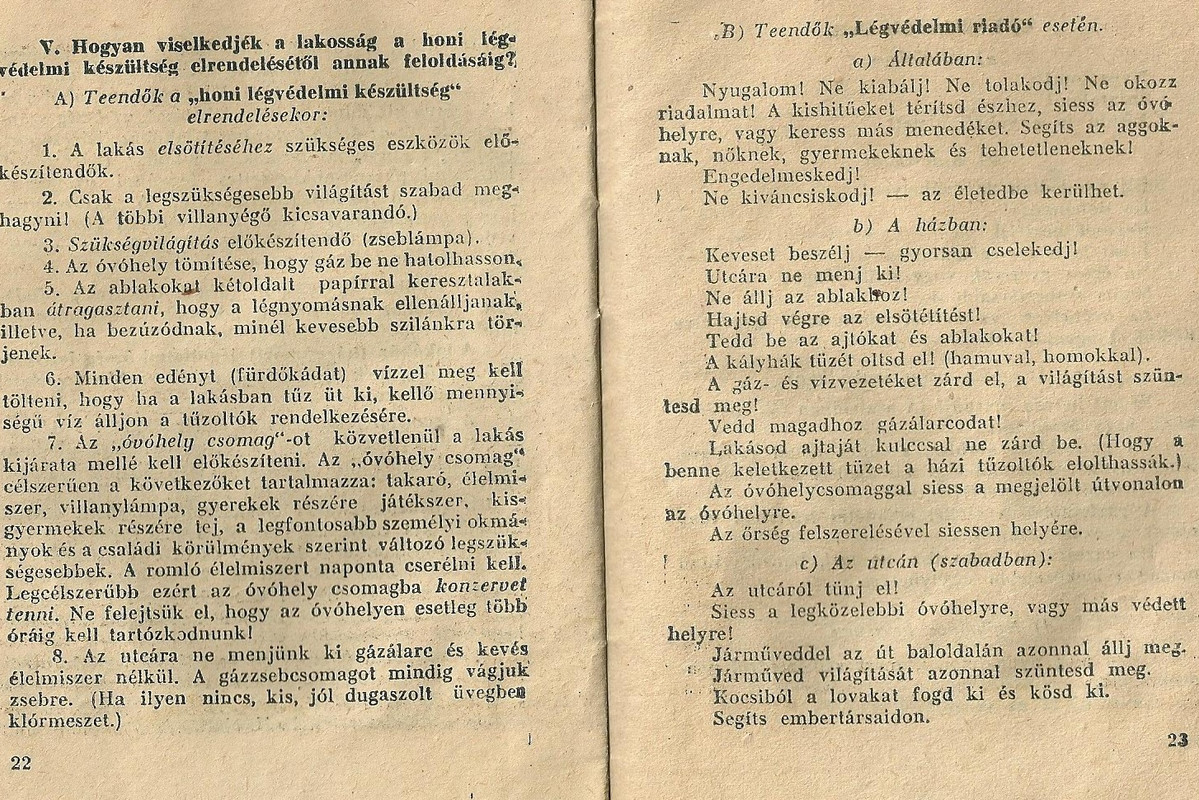 V. Hogyan viselkedjék a lakosság a honi lég-
védelmi készültség elrendelésétől annak feloldásáig?
A) Teendők a „honi légvédelmi készültség“
elrendelésekor:
1. A lakás elsötítéséhez szükséges eszközök elő-
készítendők.
2. Csak a legszükségesebb világítást szabad meg-
hagyni! (A többi villanyégő kicsavarandó.)
3. Szükségvilágítás előkészítendő (zseblámpa).
4. Az óvóhely tömítése, hogy gáz be ne hatolhasson.
5. Az ablakokat kétoldalt papírral keresztalak-
ban átragasztani, hogy a légnyomásnak ellenálljanak,
illetve, ha bezúzódnak, minél kevesebb szilánkra tör-
jenek.
6. Minden edényt (fürdőkádat) vízzel meg kell
tölteni, hogy ha a lakásban tűz üt ki, kellő mennyi-
ségű víz álljon a tűzoltók rendelkezésére.
7. Az „óvóhely csomag“-ot közvetlenül a lakás
kijárata mellé kell előkészíteni. Az „óvóhely csomag“
célszerűen a következőket tartalmazza: takaró, élelmi-
szer, villanylámpa, gyerekek részére játékszer, kis-
gyermekek részére tej, a legfontosabb személyi okmá-
nyok és a családi körülmények szerint változó legszük-
ségesebbek. A romló élelmiszert naponta cserélni kell.
Legcélszerűbb ezért az óvóhely csomagba konzervet
tenni. Ne felejtsük el, hogy az óvóhelyen esetleg több
óráig kell tartózkodnunk!
8. Az utcára ne menjünk ki gázálarc és kevés
élelmiszer nélkül. A gázzsebcsomagot mindig vágjuk
zsebre. (Ha ilyen nincs, kis, jól dugaszolt üvegben
klórmeszet.)
22
B) Teendők „Légvédelmi riadó“ esetén.
a) Általában:
Nyugalom! Ne kiabálj! Ne tolakodj! Ne okozz
riadalmat! A kishitűeket térítsd észhez, siess az óvó-
helyre, vagy keress más menedéket. Segíts az aggok-
nak, nőknek, gyermekeknek és tehetetleneknek!
Engedelmeskedj!
Ne kiváncsiskodj! — az életedbe kerülhet.
b) A házban:
Keveset beszélj — gyorsan cselekedj!
Utcára ne menj ki!
Ne állj az ablakhoz!
Hajtsd végre az elsötétítést!
Tedd be az ajtókat és ablakokat!
A kályhák tüzét oltsd el! (hamuval, homokkal).
A gáz- és vízvezetéket zárd el, a világítást szün-
tesd meg!
Vedd magadhoz gázálarcodat!
Lakásod ajtaját kulccsal ne zárd be. (Hogy a
benne keletkezett tüzet a házi tűzoltók elolthassák.)
Az óvóhelycsomaggal siess a megjelölt útvonalon
az óvóhelyre.
Az őrség felszerelésével siessen helyére.
c) Az utcán (szabadban):
Az utcáról tünj el!
Siess a legközelebbi óvóhelyre, vagy más védett
helyre!
Járműveddel az út baloldalán azonnal állj meg.
Járműved világítását azonnal szüntesd meg.
Kocsiból a lovakat fogd ki és kösd ki.
Segíts embertársaidon.
23